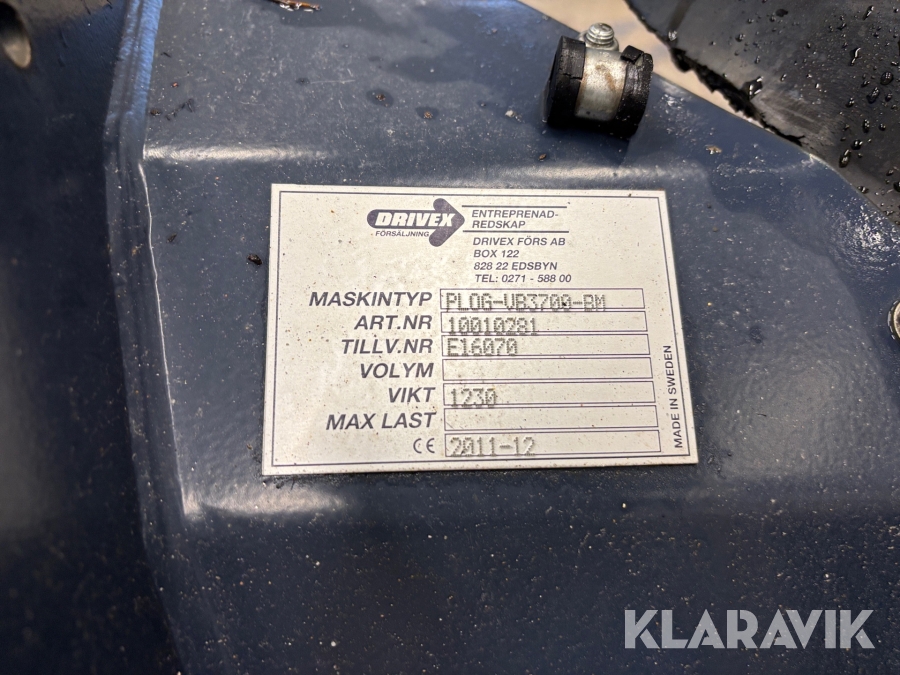 DRIVEX
FÖRSÄLJNING
ENTREPRENAD-
REDSKAP
DRIVEX FÖRS AB
BOX 122
828 22 EDSBYN
TEL: 0271 - 588 00
MASKINTYP PLOG-VB3700-BM
ART.NR 10010281
TILLV.NR E16070
VOLYM
VIKT 1230
MAX LAST
CE 2011-12
MADE IN SWEDEN
KLARAVIK